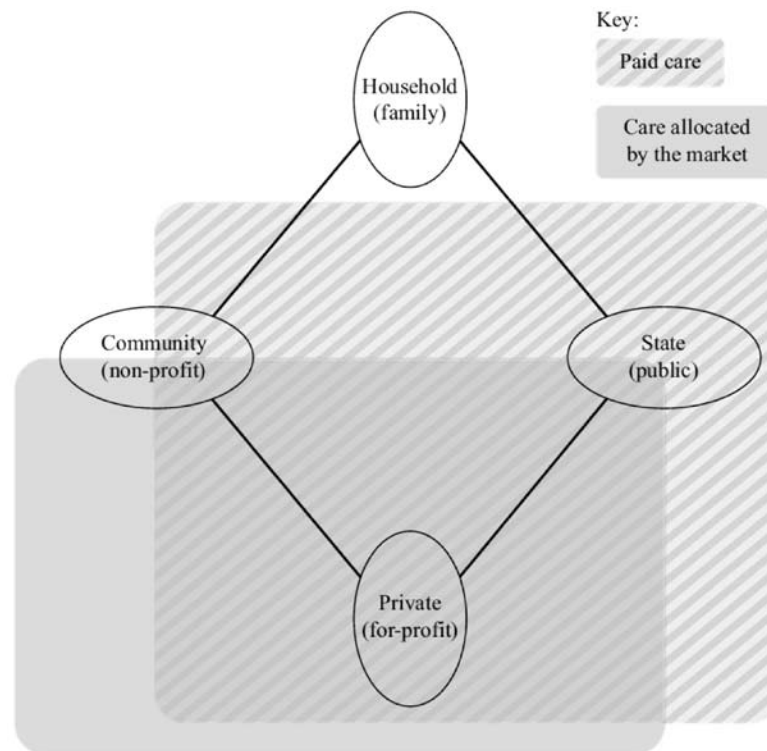 Key:
Paid care
Care allocated
by the market
Household
(family)
Community
(non-profit)
State
(public)
Private
(for-profit)